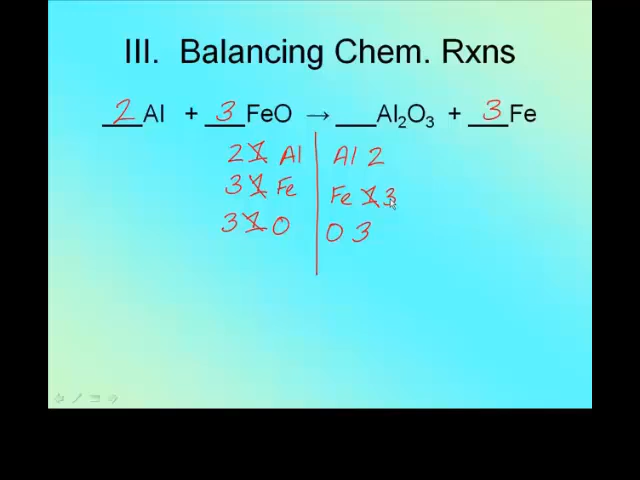 III. Balancing Chem. Rxns
2 Al + 3 FeO → ___Al₂O₃ + 3 Fe
2 1 Al | Al 2
3 1 Fe | Fe 1 3
3 1 O | O 3